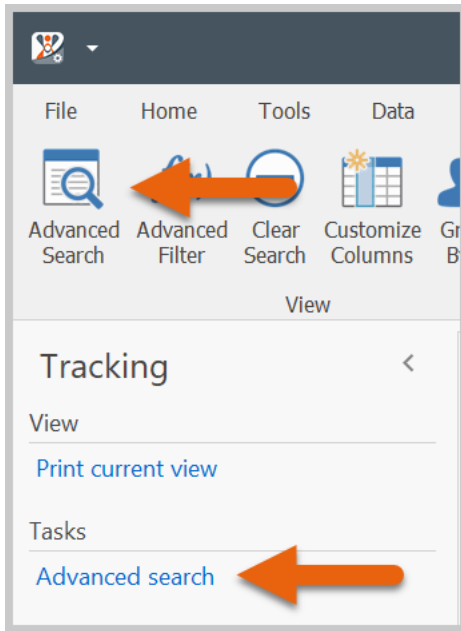 File Home Tools Data
Advanced Advanced Clear Customize Gr
Search Filter Search Columns B
View
Tracking
View
Print current view
Tasks
Advanced search